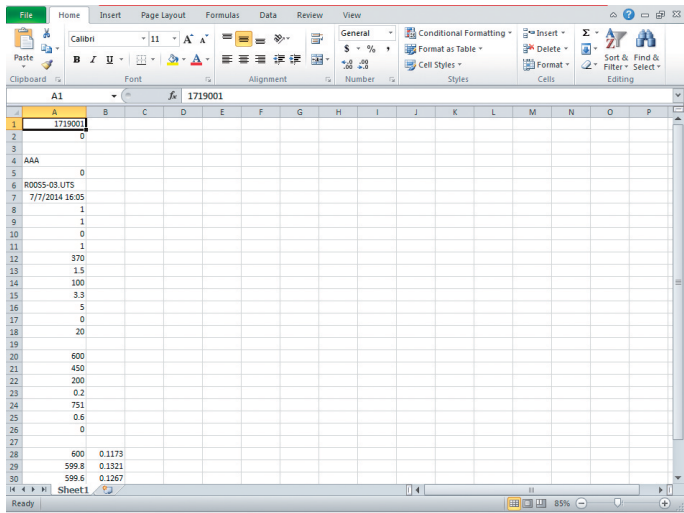 File Home Insert Page Layout Formulas Data Review View
Calibri 11 A A General Conditional Formatting Insert Σ
Paste B I U A $ % , Format as Table Delete Sort & Find &
.00 .00 Cell Styles Format Filter Select
Clipboard Font Alignment Number Styles Cells Editing
A1 fx 1719001
A B C D E F G H I J K L M N O P
1 1719001
2 0
3
4 AAA
5 0
6 R00S5-03.UTS
7 7/7/2014 16:05
8 1
9 1
10 0
11 1
12 370
13 1.5
14 100
15 3.3
16 5
17 0
18 20
19
20 600
21 450
22 200
23 0.2
24 751
25 0.6
26 0
27
28 600 0.1173
29 599.8 0.1321
30 599.6 0.1267
Sheet1
Ready 85%